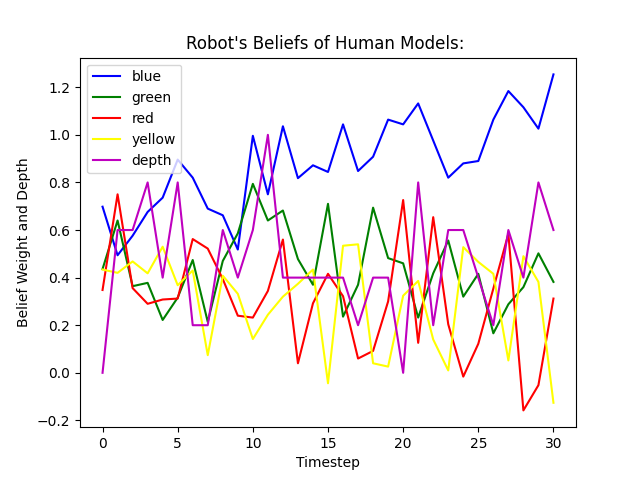 Robot's Beliefs of Human Models:
blue
green
red
yellow
depth
Belief Weight and Depth
1.2
1.0
0.8
0.6
0.4
0.2
0.0
−0.2
0
5
10
15
20
25
30
Timestep